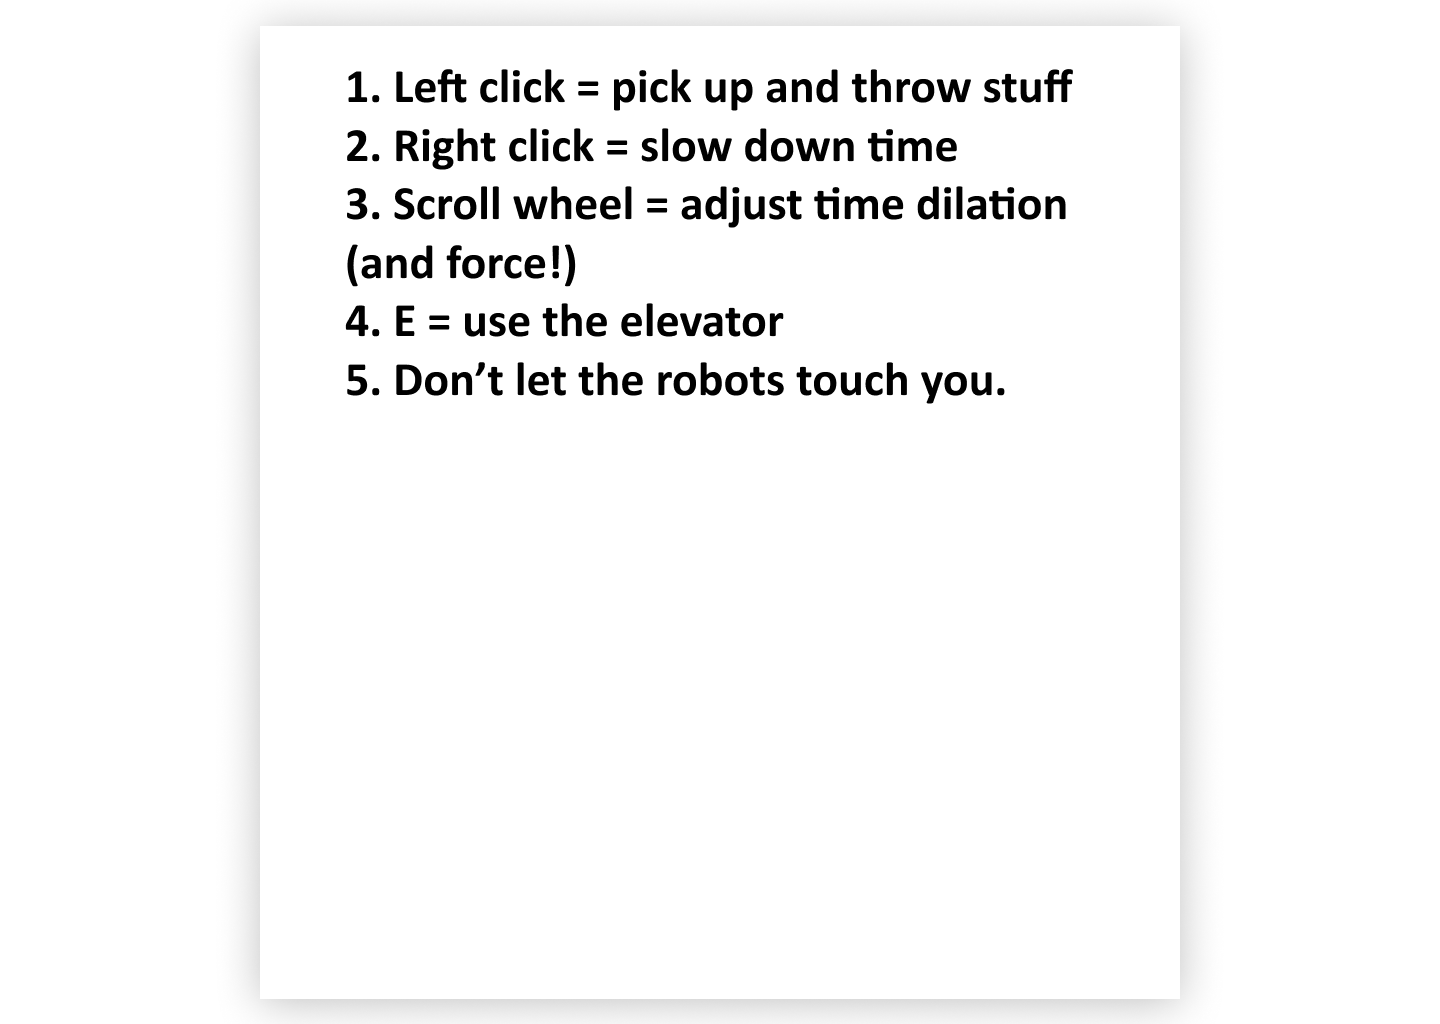 1. Left click = pick up and throw stuff
2. Right click = slow down time
3. Scroll wheel = adjust time dilation
(and force!)
4. E = use the elevator
5. Don’t let the robots touch you.